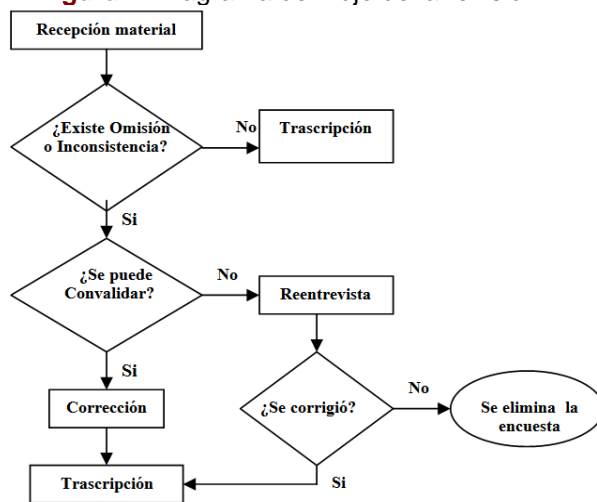 Recepción material
¿Existe Omisión
o Inconsistencia?
No
Trascripción
Si
¿Se puede
Convalidar?
No
Reentrevista
Si
Corrección
¿Se corrigió?
No
Se elimina la
encuesta
Trascripción
Si